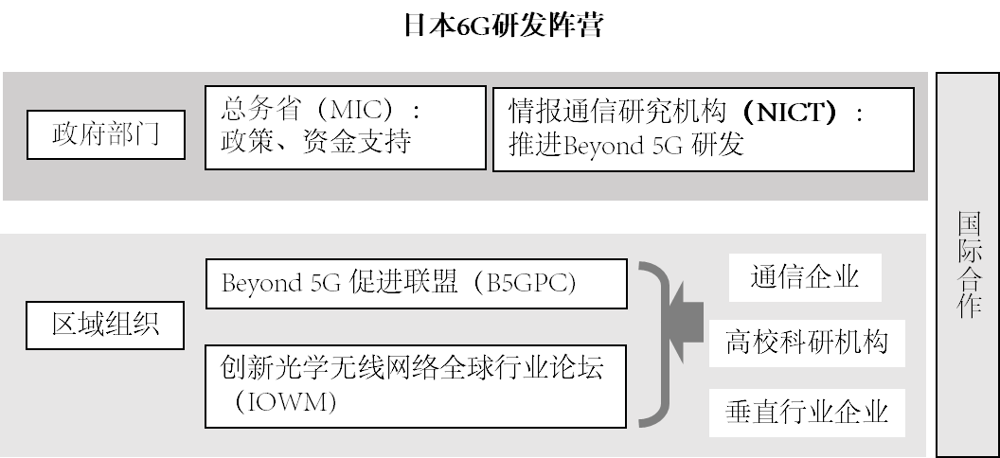 日本6G研发阵营
政府部门
总务省（MIC）:
政策、资金支持
情报通信研究机构（NICT）:
推进Beyond 5G 研发
国际合作
区域组织
Beyond 5G 促进联盟（B5GPC)
创新光学无线网络全球行业论坛
（IOWM)
通信企业
高校科研机构
垂直行业企业